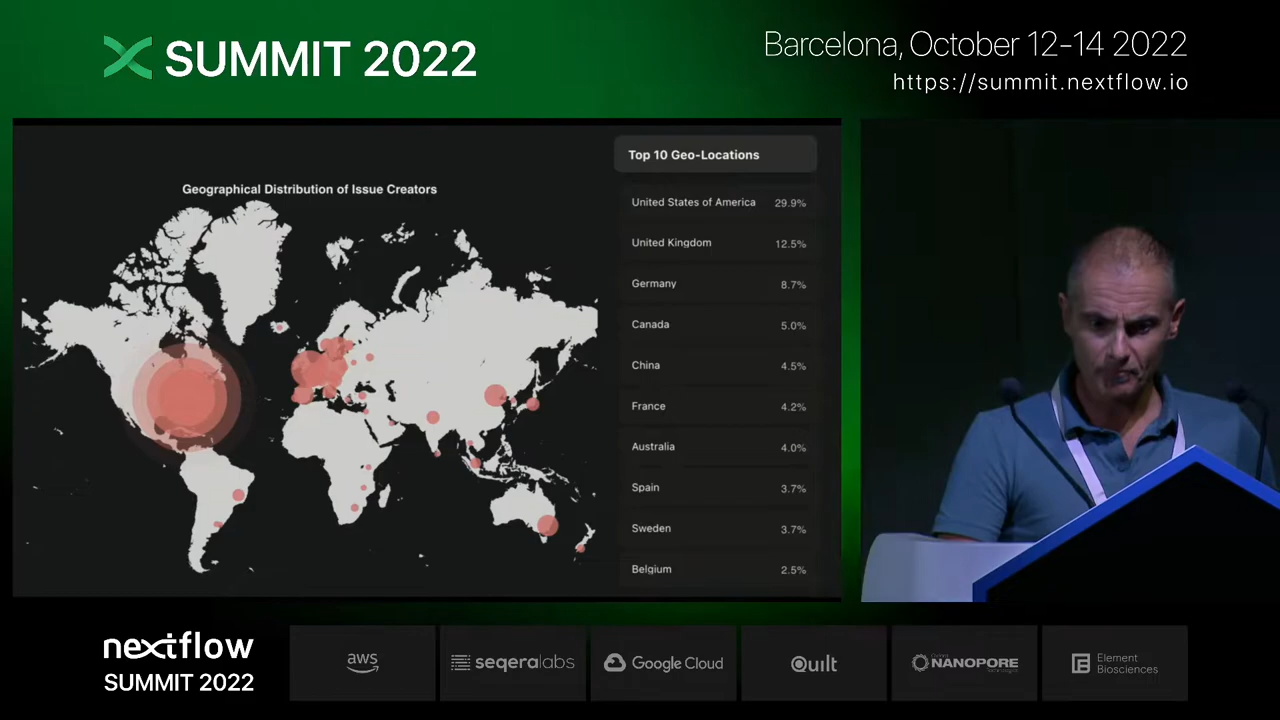 SUMMIT 2022
Barcelona, October 12-14 2022
https://summit.nextflow.io
Geographical Distribution of Issue Creators
Top 10 Geo-Locations
United States of America 29.9%
United Kingdom 12.5%
Germany 8.7%
Canada 5.0%
China 4.5%
France 4.2%
Australia 4.0%
Spain 3.7%
Sweden 3.7%
Belgium 2.5%
nextflow
SUMMIT 2022
aws
seqeralabs
Google Cloud
Quilt
Oxford
NANOPORE
Technologies
Element
Biosciences